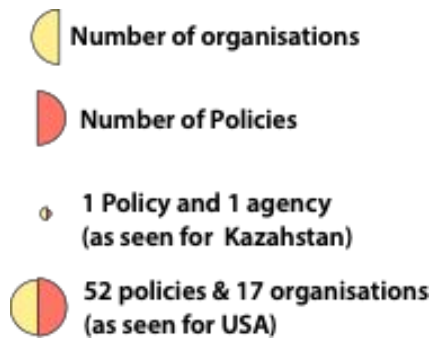 Number of organisations
Number of Policies
1 Policy and 1 agency
(as seen for Kazahstan)
52 policies & 17 organisations
(as seen for USA)